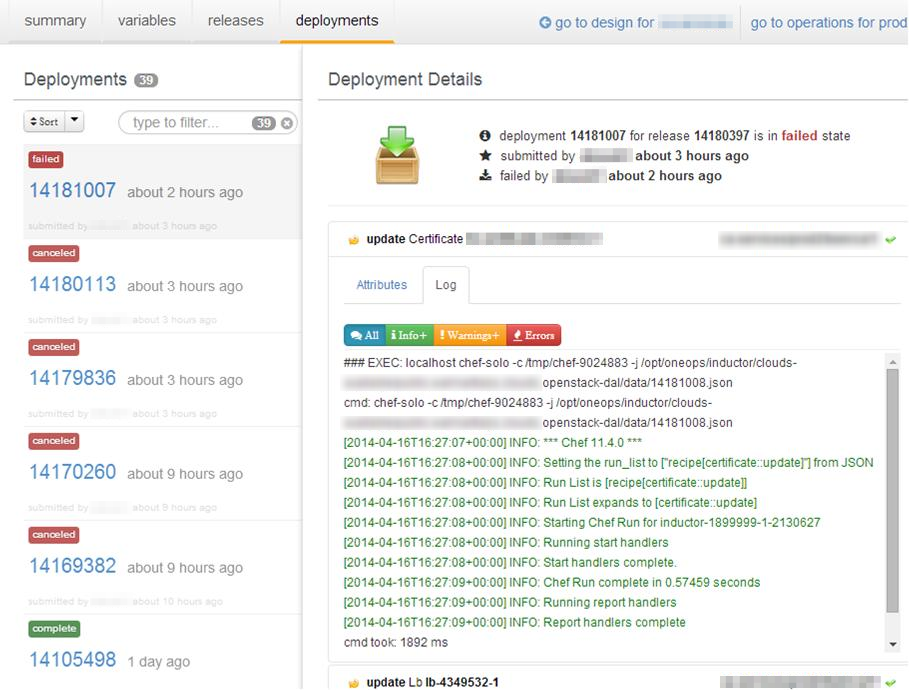 summary variables releases deployments
go to design for
go to operations for prod
Deployments 39
Sort
type to filter... 39
failed
14181007 about 2 hours ago
submitted by about 3 hours ago
canceled
14180113 about 3 hours ago
submitted by about 3 hours ago
canceled
14179836 about 3 hours ago
submitted by about 3 hours ago
canceled
14170260 about 9 hours ago
submitted by about 9 hours ago
canceled
14169382 about 9 hours ago
submitted by about 10 hours ago
complete
14105498 1 day ago
Deployment Details
deployment 14181007 for release 14180397 is in failed state
submitted by about 3 hours ago
failed by about 2 hours ago
update Certificate
Attributes Log
All Info+ Warnings+ Errors
### EXEC: localhost chef-solo -c /tmp/chef-9024883 -j /opt/oneops/inductor/clouds-
openstack-dal/data/14181008.json
cmd: chef-solo -c /tmp/chef-9024883 -j /opt/oneops/inductor/clouds-
openstack-dal/data/14181008.json
[2014-04-16T16:27:07+00:00] INFO: *** Chef 11.4.0 ***
[2014-04-16T16:27:08+00:00] INFO: Setting the run_list to ["recipe[certificate::update]"] from JSON
[2014-04-16T16:27:08+00:00] INFO: Run List is [recipe[certificate::update]]
[2014-04-16T16:27:08+00:00] INFO: Run List expands to [certificate::update]
[2014-04-16T16:27:08+00:00] INFO: Starting Chef Run for inductor-1899999-1-2130627
[2014-04-16T16:27:08+00:00] INFO: Running start handlers
[2014-04-16T16:27:08+00:00] INFO: Start handlers complete.
[2014-04-16T16:27:09+00:00] INFO: Chef Run complete in 0.57459 seconds
[2014-04-16T16:27:09+00:00] INFO: Running report handlers
[2014-04-16T16:27:09+00:00] INFO: Report handlers complete
cmd took: 1892 ms
update Lb lb-4349532-1